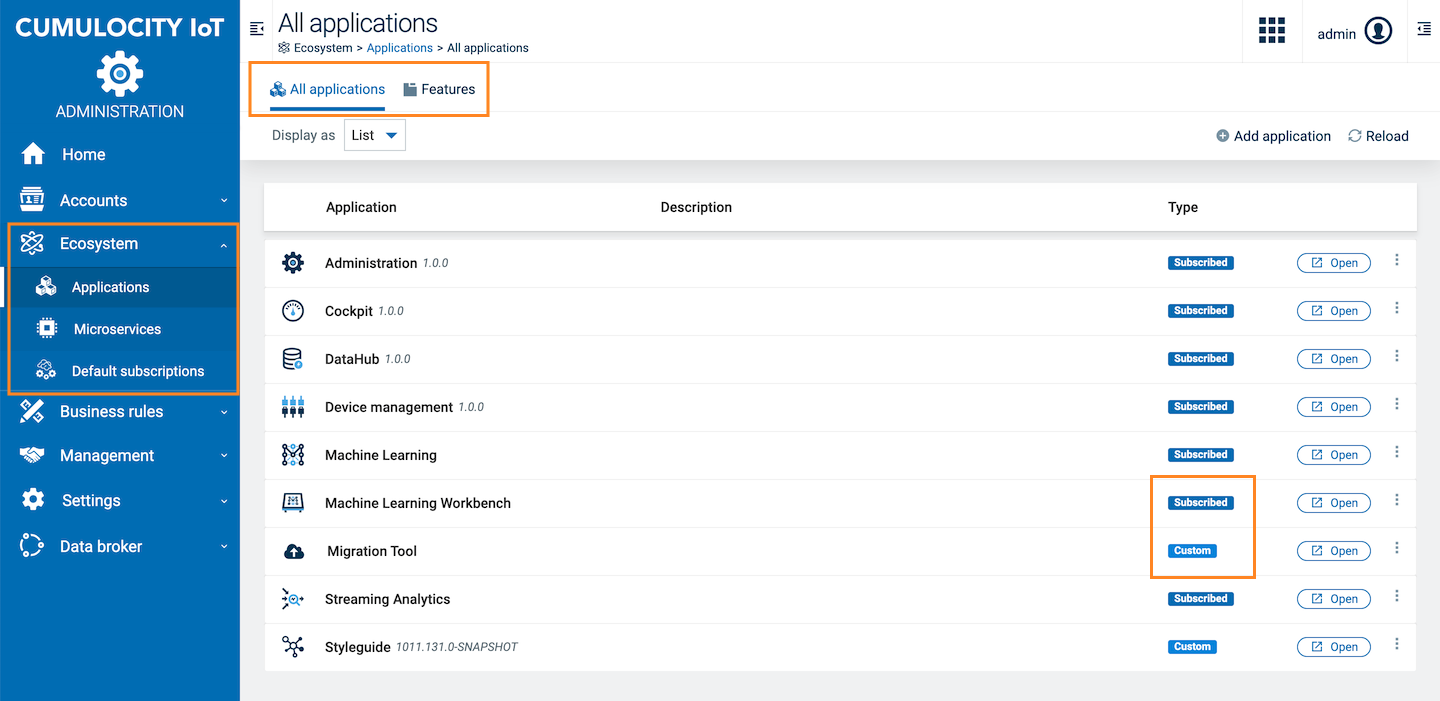 CUMULOCITY IoT
ADMINISTRATION
Home
Accounts
Ecosystem
Applications
Microservices
Default subscriptions
Business rules
Management
Settings
Data broker
All applications
Ecosystem > Applications > All applications
admin
All applications Features
Display as List
Add application Reload
Application Description Type
Administration 1.0.0 Subscribed Open
Cockpit 1.0.0 Subscribed Open
DataHub 1.0.0 Subscribed Open
Device management 1.0.0 Subscribed Open
Machine Learning Subscribed Open
Machine Learning Workbench Subscribed Open
Migration Tool Custom Open
Streaming Analytics Subscribed Open
Styleguide 1011.131.0-SNAPSHOT Custom Open